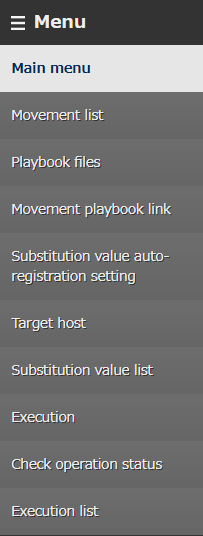 Menu
Main menu
Movement list
Playbook files
Movement playbook link
Substitution value auto-
registration setting
Target host
Substitution value list
Execution
Check operation status
Execution list